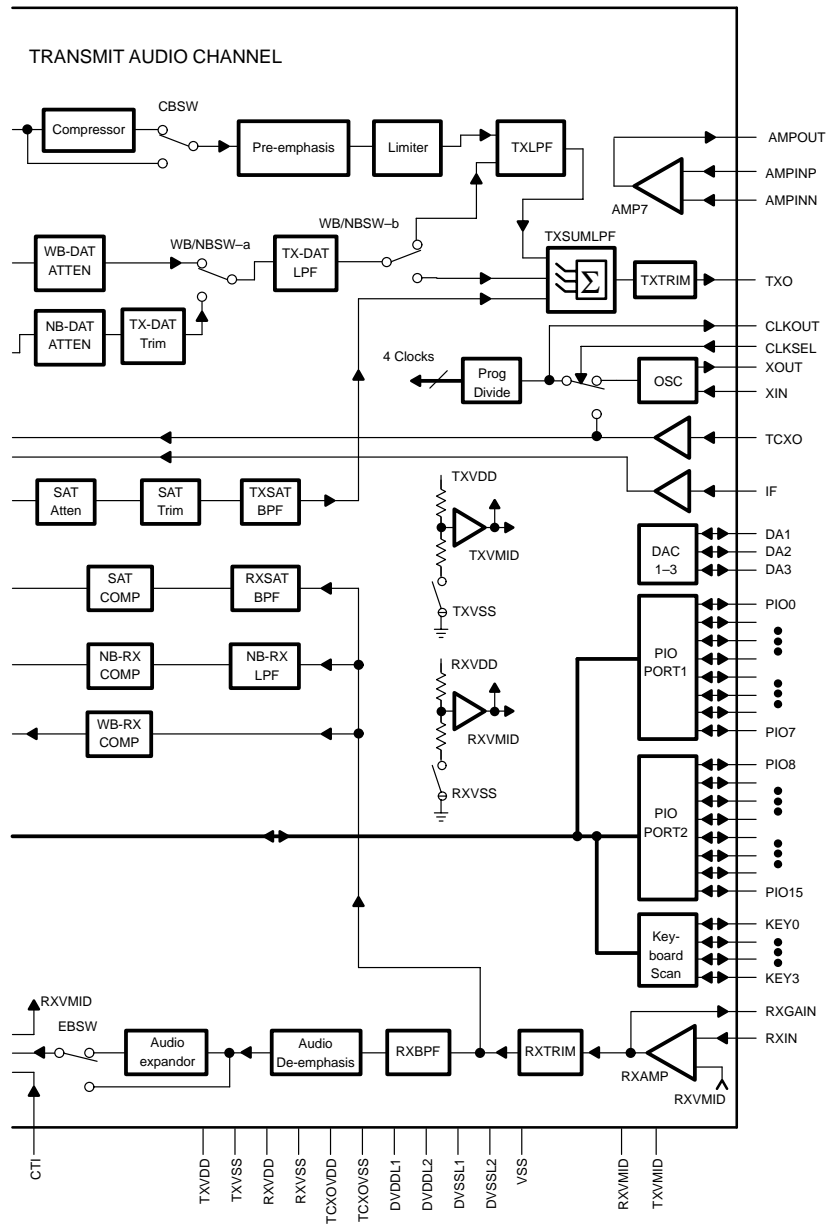 TRANSMIT AUDIO CHANNEL
CBSW
Compressor
Pre-emphasis
Limiter
TXLPF
AMPOUT
AMPINP
AMPINN
AMP7
WB/NBSW–b
WB/NBSW–a
WB-DAT
ATTEN
TX-DAT
LPF
TXSUMLPF
Σ
TXTRIM
TXO
NB-DAT
ATTEN
TX-DAT
Trim
CLKOUT
CLKSEL
XOUT
XIN
4 Clocks
Prog
Divide
OSC
TCXO
IF
SAT
Atten
SAT
Trim
TXSAT
BPF
TXVDD
TXVMID
TXVSS
DAC
1–3
DA1
DA2
DA3
SAT
COMP
RXSAT
BPF
PIO0
PIO
PORT1
PIO7
NB-RX
COMP
NB-RX
LPF
RXVDD
RXVMID
RXVSS
WB-RX
COMP
PIO8
PIO
PORT2
PIO15
KEY0
Key-
board
Scan
KEY3
RXVMID
EBSW
Audio
expandor
Audio
De-emphasis
RXBPF
RXTRIM
RXAMP
RXGAIN
RXIN
RXVMID
CTI
TXVDD
TXVSS
RXVDD
RXVSS
TCXOVDD
TCXOVSS
DVDDL1
DVDDL2
DVSSL1
DVSSL2
VSS
RXVMID
TXVMID